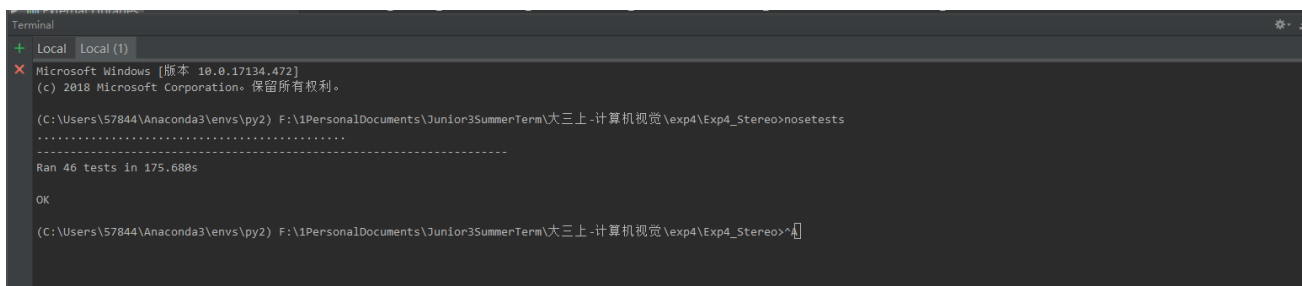 Terminal
Local Local (1)
Microsoft Windows [版本 10.0.17134.472]
(c) 2018 Microsoft Corporation。保留所有权利。
(C:\Users\57844\Anaconda3\envs\py2) F:\1PersonalDocuments\Junior3SummerTerm\大三上-计算机视觉\exp4\Exp4_Stereo>nosetests
..............................................
----------------------------------------------------------------------
Ran 46 tests in 175.680s
OK
(C:\Users\57844\Anaconda3\envs\py2) F:\1PersonalDocuments\Junior3SummerTerm\大三上-计算机视觉\exp4\Exp4_Stereo>^A